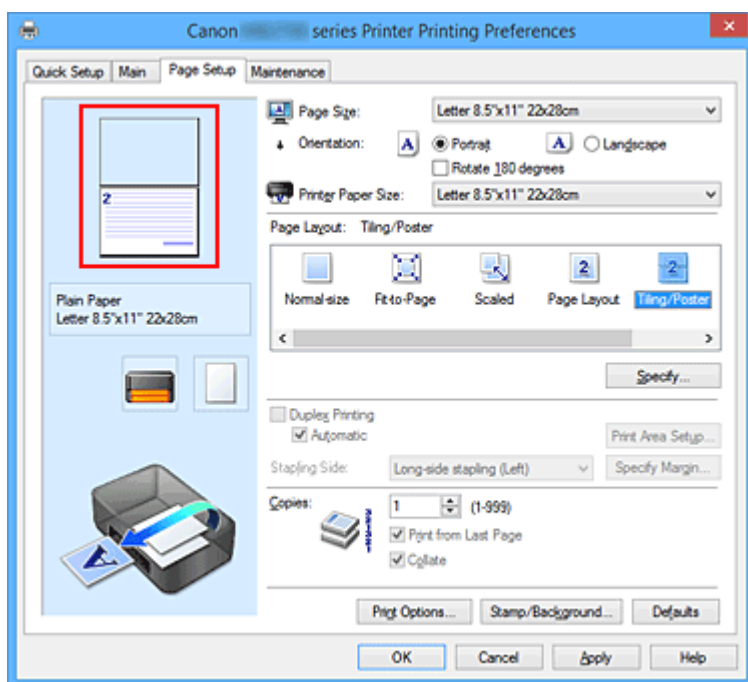 Canon series Printer Printing Preferences
Quick Setup Main Page Setup Maintenance
2
Plain Paper
Letter 8.5"x11" 22x28cm
Page Size: Letter 8.5"x11" 22x28cm
Orientation: A Portrait A Landscape
Rotate 180 degrees
Printer Paper Size: Letter 8.5"x11" 22x28cm
Page Layout: Tiling/Poster
2 2
Normal-size Fit-to-Page Scaled Page Layout Tiling/Poster
Specify...
Duplex Printing
Automatic
Print Area Setup...
Stapling Side: Long-side stapling (Left) Specify Margin...
Copies: 1 (1-999)
Print from Last Page
Collate
A
Print Options... Stamp/Background... Defaults
OK Cancel Apply Help